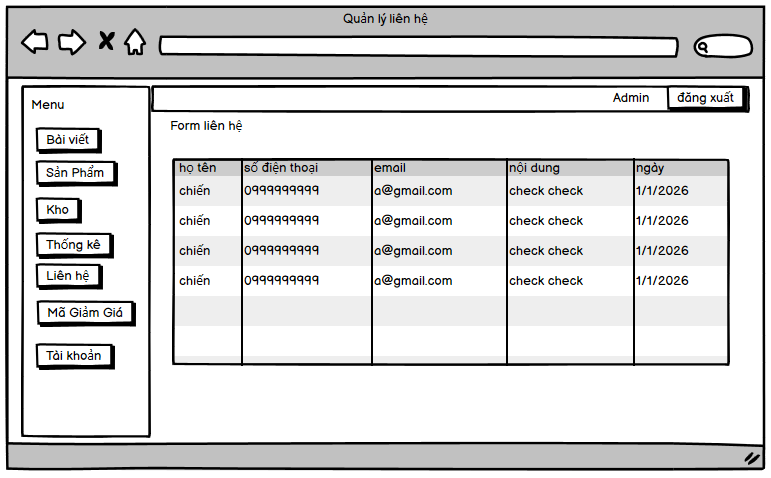 Quản lý liên hệ
Menu
Admin
đăng xuất
Bài viết
Sản Phẩm
Kho
Thống kê
Liên hệ
Mã Giảm Giá
Tài khoản
Form liên hệ
họ tên số điện thoại email nội dung ngày
chiến 0999999999 a@gmail.com check check 1/1/2026
chiến 0999999999 a@gmail.com check check 1/1/2026
chiến 0999999999 a@gmail.com check check 1/1/2026
chiến 0999999999 a@gmail.com check check 1/1/2026